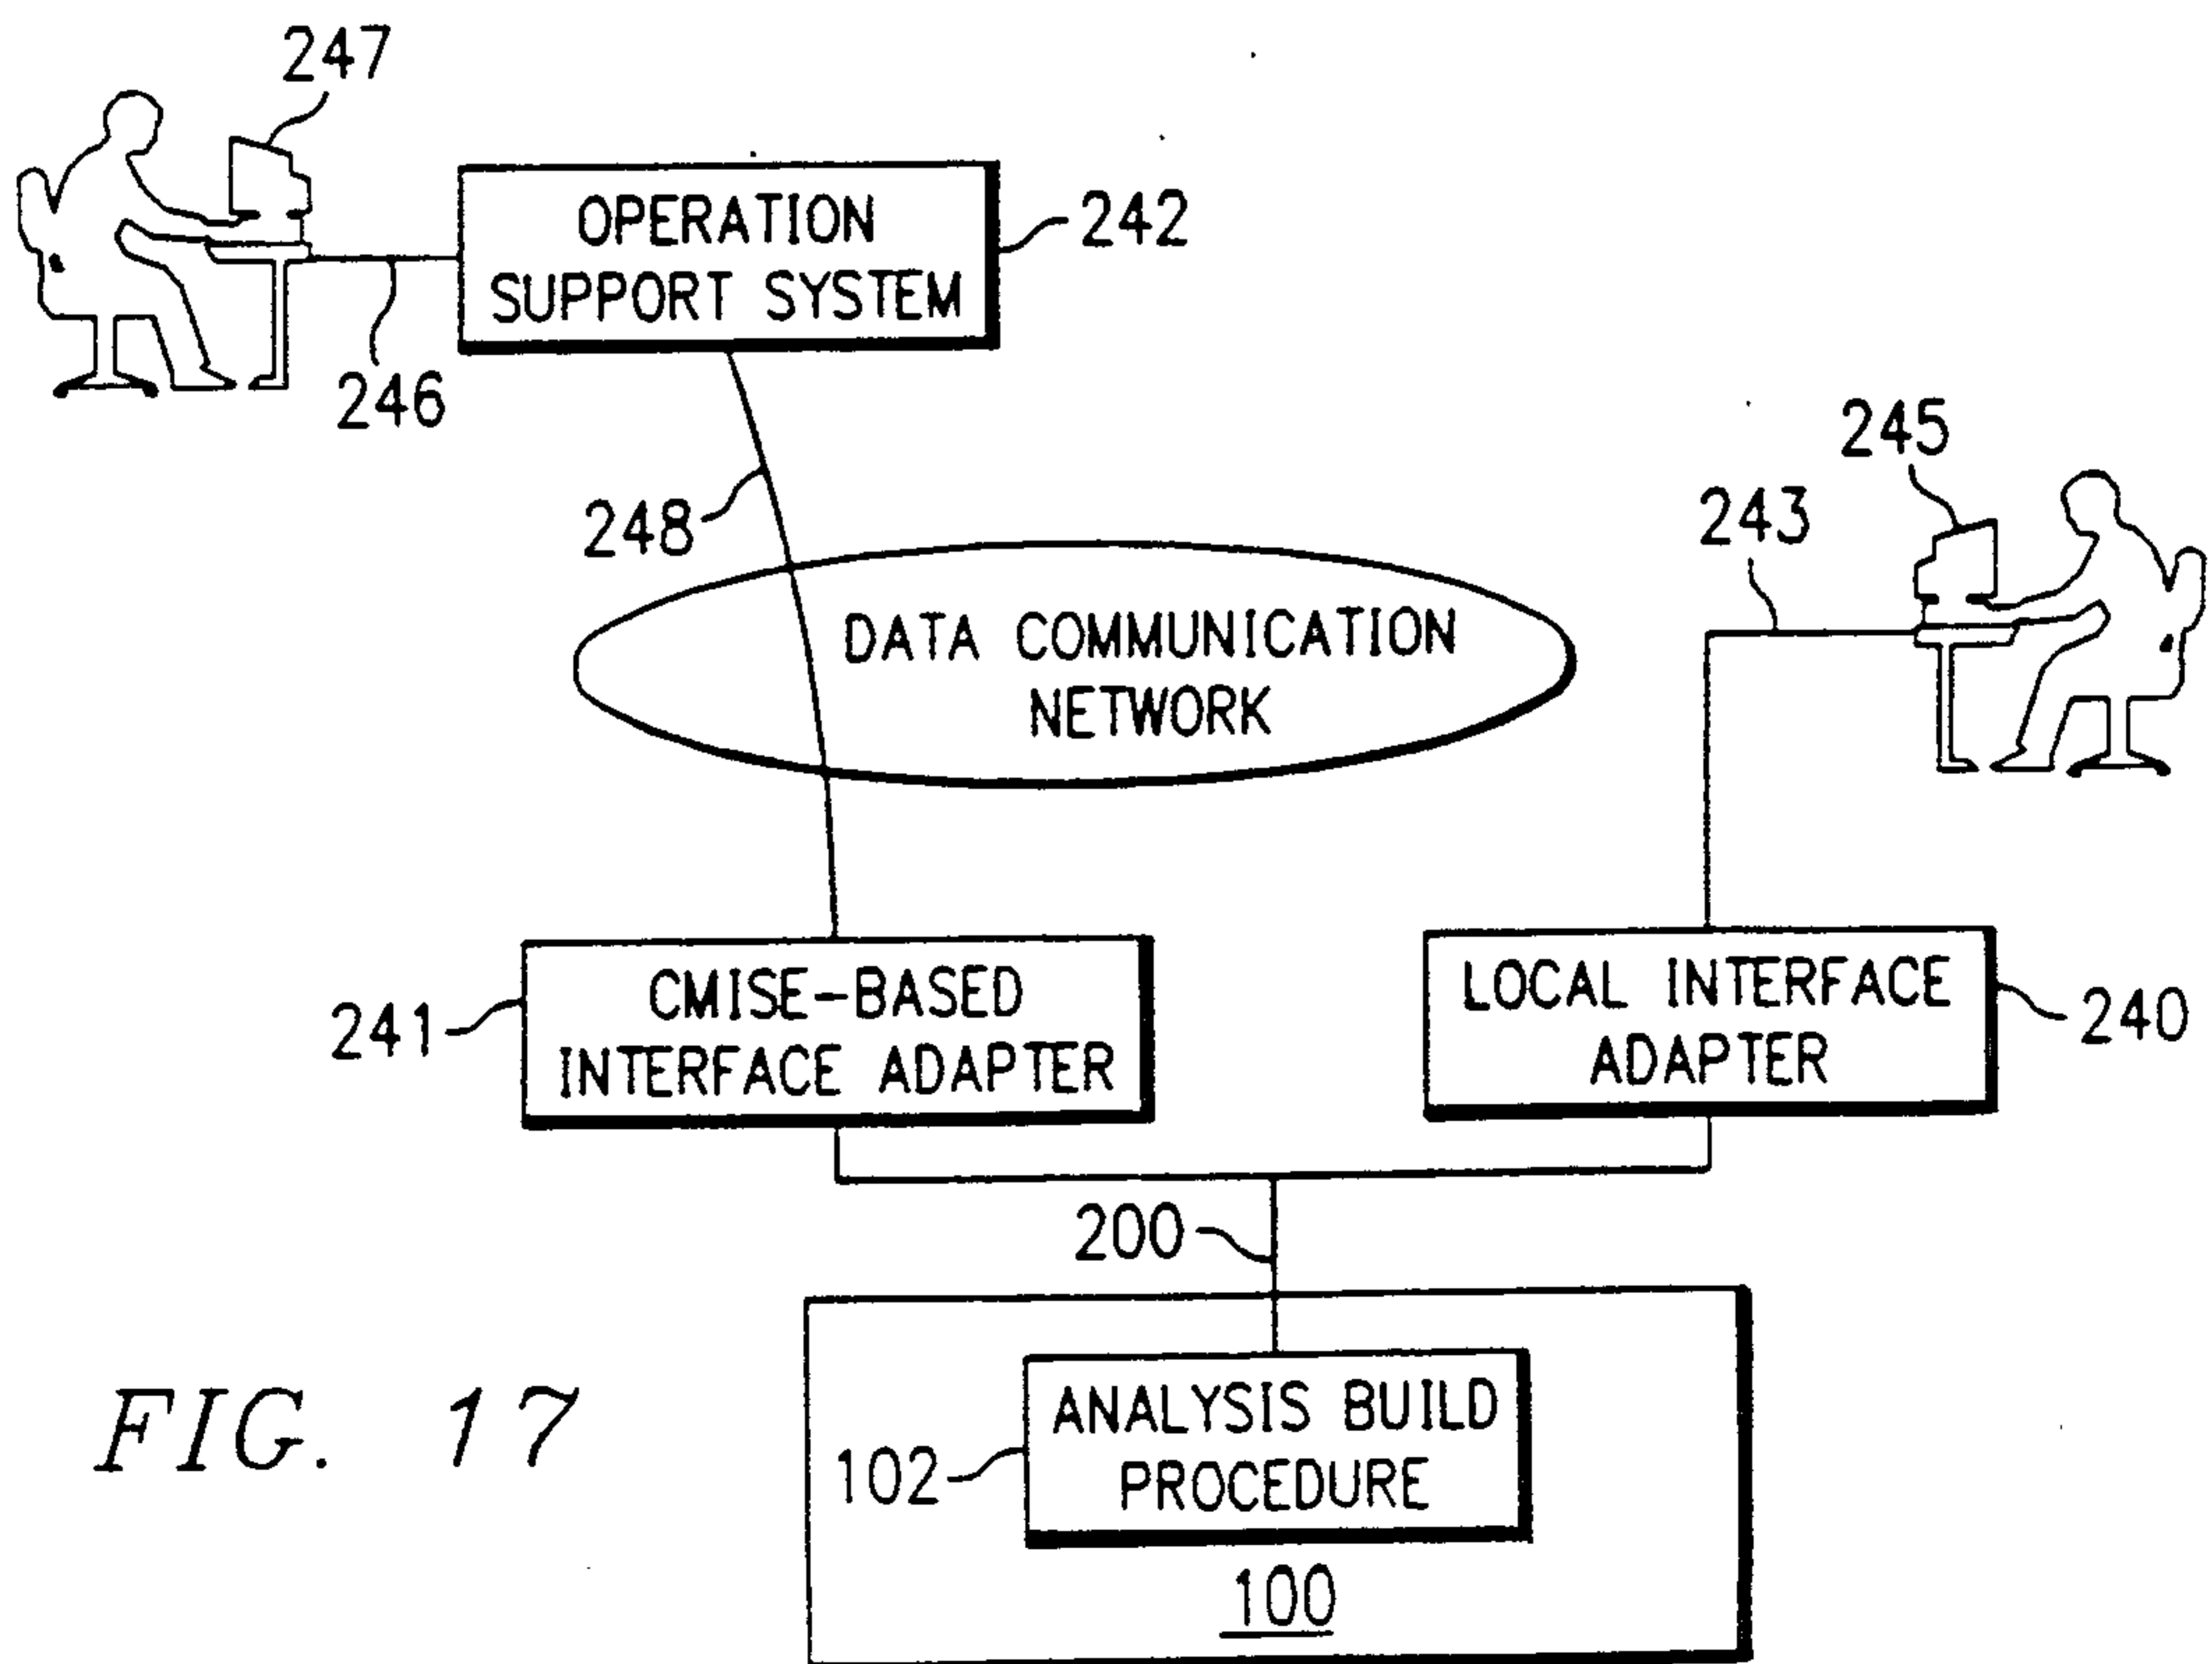 247
OPERATION
SUPPORT SYSTEM
242
246
248
245
243
DATA COMMUNICATION
NETWORK
CMISE-BASED
INTERFACE ADAPTER
241
LOCAL INTERFACE
ADAPTER
240
200
ANALYSIS BUILD
PROCEDURE
102
100
FIG. 17